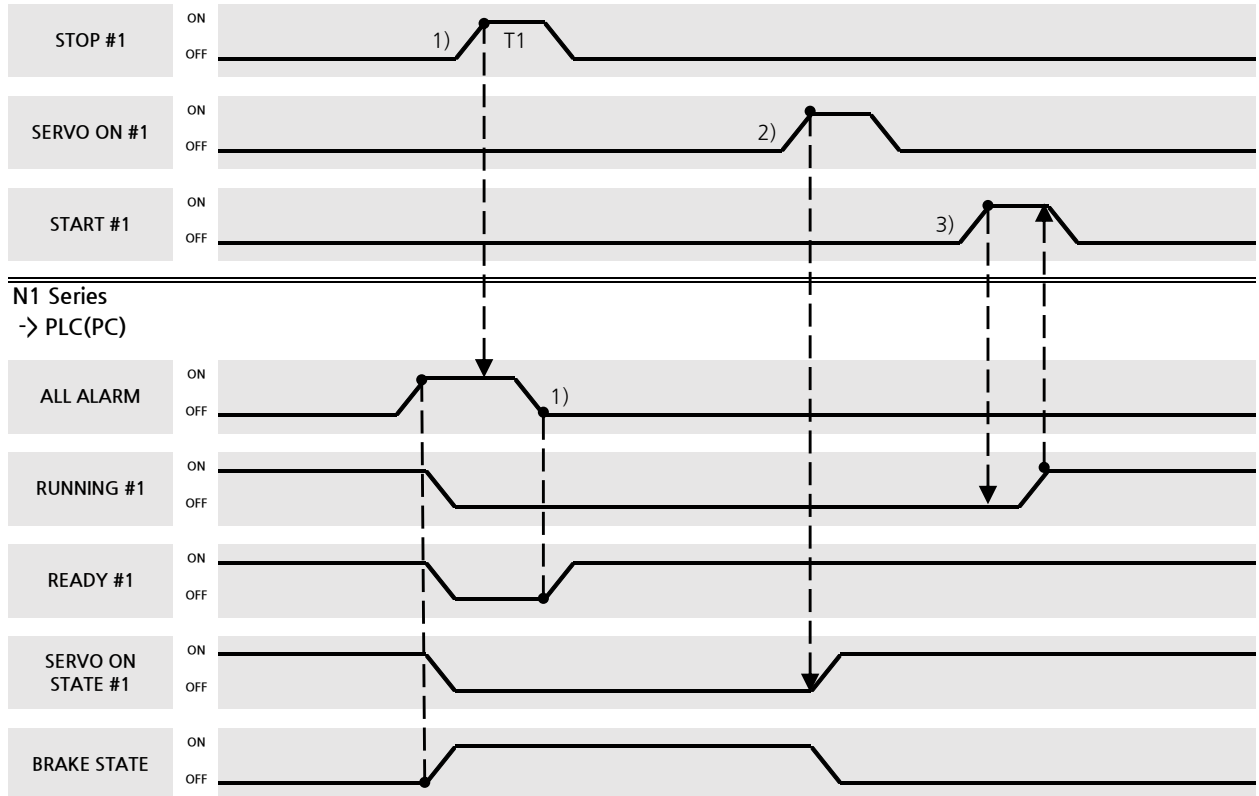 STOP #1
ON
OFF
1)
T1
SERVO ON #1
ON
OFF
2)
START #1
ON
OFF
3)
N1 Series
-> PLC(PC)
ALL ALARM
ON
OFF
1)
RUNNING #1
ON
OFF
READY #1
ON
OFF
SERVO ON
STATE #1
ON
OFF
BRAKE STATE
ON
OFF